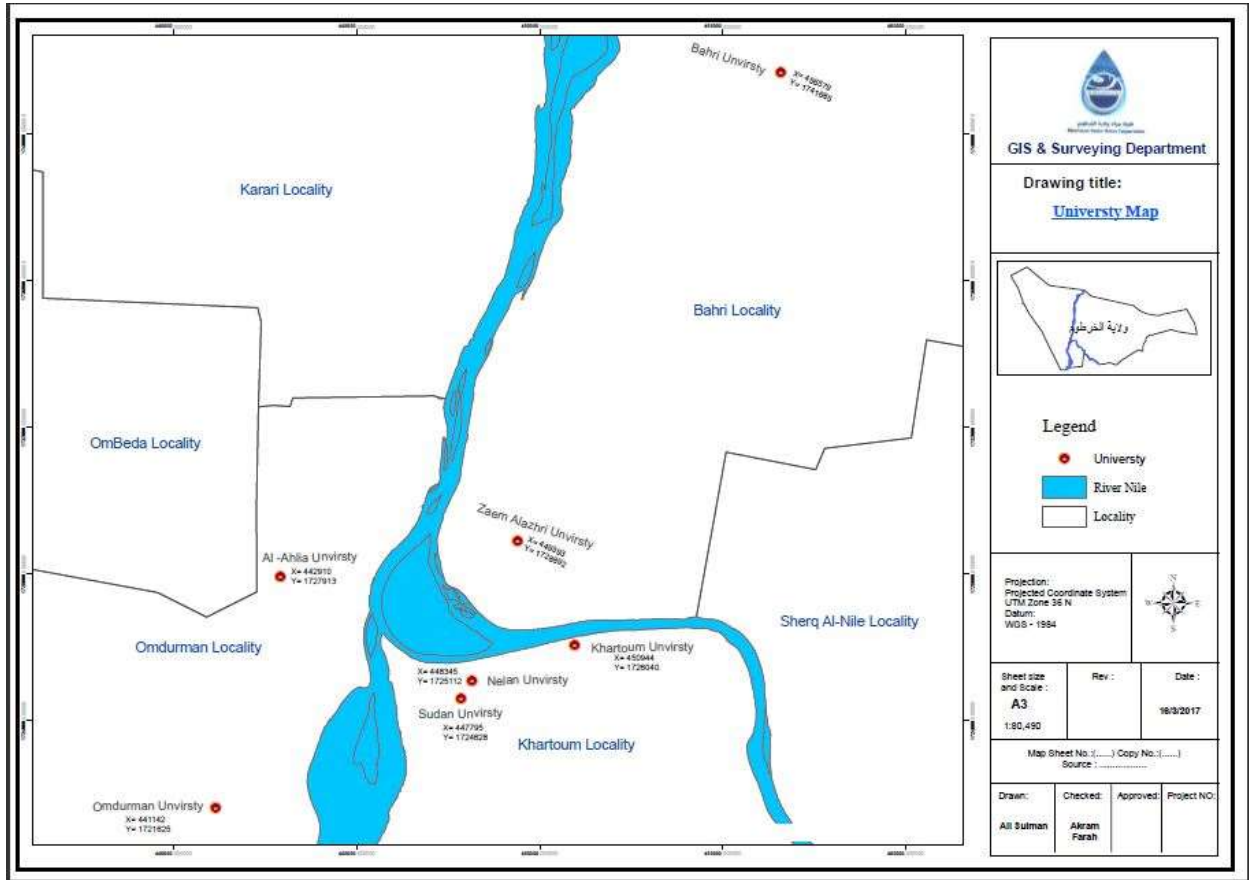 Bahri Unvirsty
X= 456579
Y= 1741665
Karari Locality
Bahri Locality
OmBeda Locality
Zaem Alazhri Unvirsty
Al -Ahlia Unvirsty
X= 442910
Y= 1727913
Omdurman Locality
Sherq Al-Nile Locality
Khartoum Unvirsty
X= 450944
Y= 1726040
X= 448345
Y= 1725112
Nelan Unvirsty
Sudan Unvirsty
X= 447795
Y= 1724628
Khartoum Locality
Omdurman Unvirsty
X= 441142
Y= 1721625
GIS & Surveying Department
Drawing title:
Universty Map
ولاية الخرطوم
Legend
Universty
River Nile
Locality
Projection:
Projected Coordinate System
UTM Zone 36 N
Datum:
WGS - 1984
N
W E
S
Sheet size
and Scale :
A3
1:80,490
Rev :
Date :
16/3/2017
Map Sheet No.:(......) Copy No.:(......)
Source : ..................
Drawn:
Ali Sulman
Checked:
Akram
Farah
Approved:
Project NO: